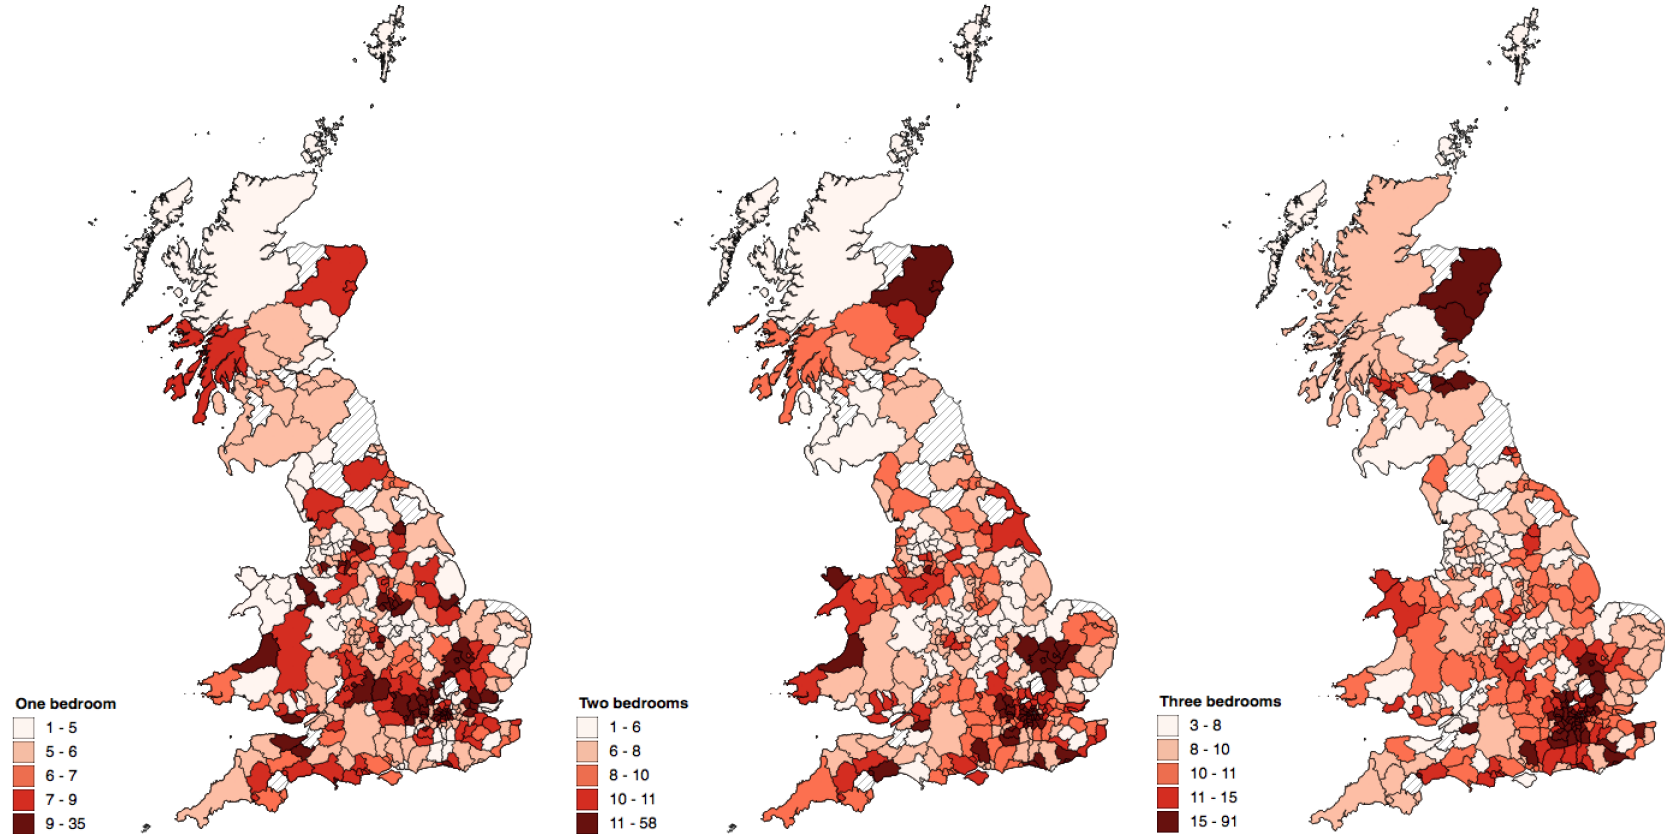 One bedroom
1 - 5
5 - 6
6 - 7
7 - 9
9 - 35
Two bedrooms
1 - 6
6 - 8
8 - 10
10 - 11
11 - 58
Three bedrooms
3 - 8
8 - 10
10 - 11
11 - 15
15 - 91